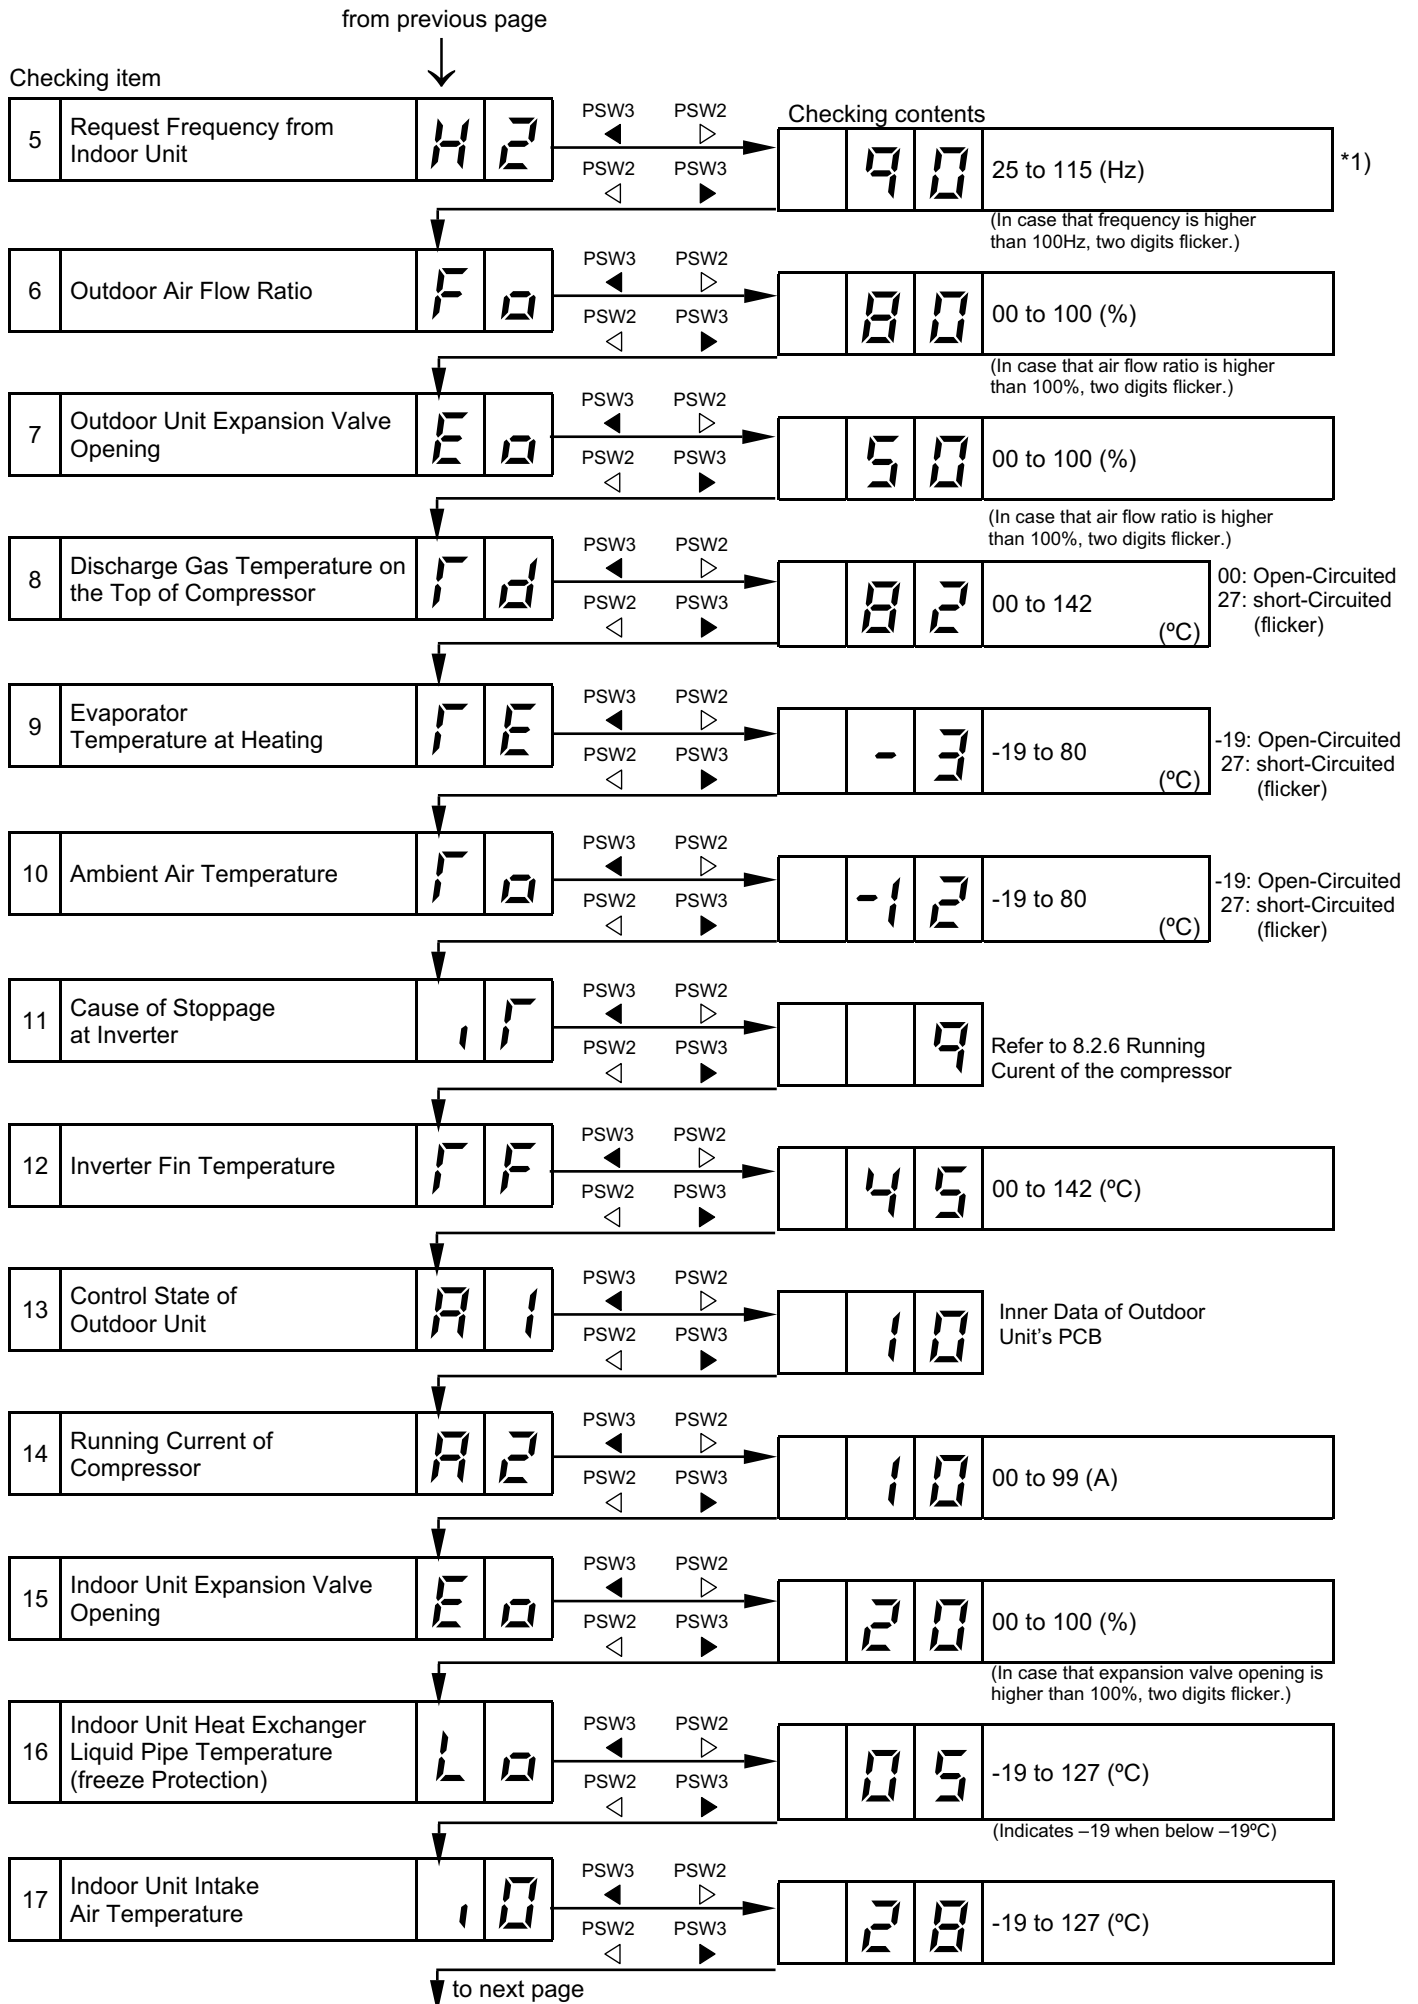 from previous page
Checking item
5 Request Frequency from
Indoor Unit
H2
PSW3 PSW2
PSW2 PSW3
Checking contents
90 25 to 115 (Hz) *1)
(In case that frequency is higher
than 100Hz, two digits flicker.)
6 Outdoor Air Flow Ratio
Fo
PSW3 PSW2
PSW2 PSW3
80 00 to 100 (%)
(In case that air flow ratio is higher
than 100%, two digits flicker.)
7 Outdoor Unit Expansion Valve
Opening
Eo
PSW3 PSW2
PSW2 PSW3
50 00 to 100 (%)
(In case that air flow ratio is higher
than 100%, two digits flicker.)
8 Discharge Gas Temperature on
the Top of Compressor
Td
PSW3 PSW2
PSW2 PSW3
82 00 to 142
(ºC)
00: Open-Circuited
27: short-Circuited
(flicker)
9 Evaporator
Temperature at Heating
TE
PSW3 PSW2
PSW2 PSW3
-3 -19 to 80
(ºC)
-19: Open-Circuited
27: short-Circuited
(flicker)
10 Ambient Air Temperature
To
PSW3 PSW2
PSW2 PSW3
-12 -19 to 80
(ºC)
-19: Open-Circuited
27: short-Circuited
(flicker)
11 Cause of Stoppage
at Inverter
iT
PSW3 PSW2
PSW2 PSW3
9
Refer to 8.2.6 Running
Curent of the compressor
12 Inverter Fin Temperature
TF
PSW3 PSW2
PSW2 PSW3
45 00 to 142 (ºC)
13 Control State of
Outdoor Unit
A1
PSW3 PSW2
PSW2 PSW3
10
Inner Data of Outdoor
Unit's PCB
14 Running Current of
Compressor
A2
PSW3 PSW2
PSW2 PSW3
10 00 to 99 (A)
15 Indoor Unit Expansion Valve
Opening
Eo
PSW3 PSW2
PSW2 PSW3
20 00 to 100 (%)
(In case that expansion valve opening is
higher than 100%, two digits flicker.)
16 Indoor Unit Heat Exchanger
Liquid Pipe Temperature
(freeze Protection)
Lo
PSW3 PSW2
PSW2 PSW3
05 -19 to 127 (ºC)
(Indicates –19 when below –19ºC)
17 Indoor Unit Intake
Air Temperature
i0
PSW3 PSW2
PSW2 PSW3
28 -19 to 127 (ºC)
to next page